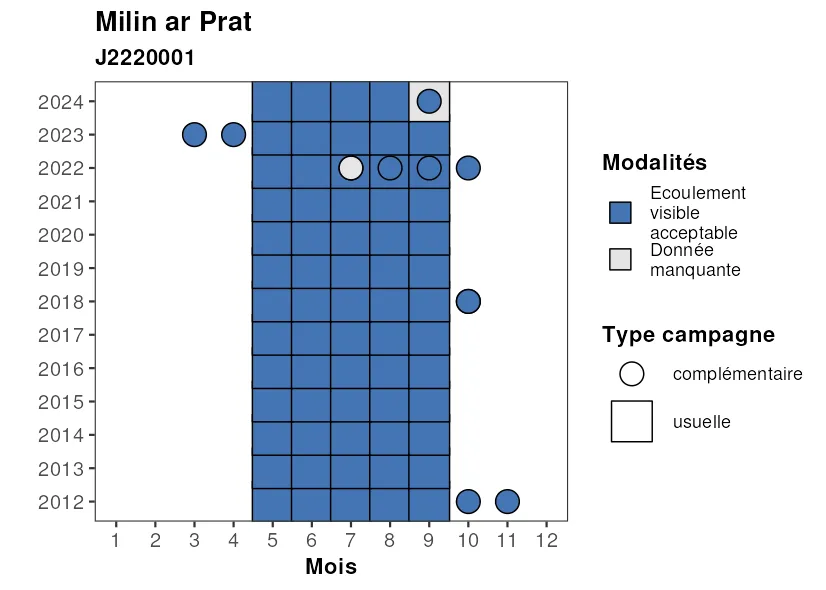 Milin ar Prat
J2220001
2024
2023
2022
2021
2020
2019
2018
2017
2016
2015
2014
2013
2012
1 2 3 4 5 6 7 8 9 10 11 12
Mois
Modalités
Ecoulement
visible
acceptable
Donnée
manquante
Type campagne
complémentaire
usuelle